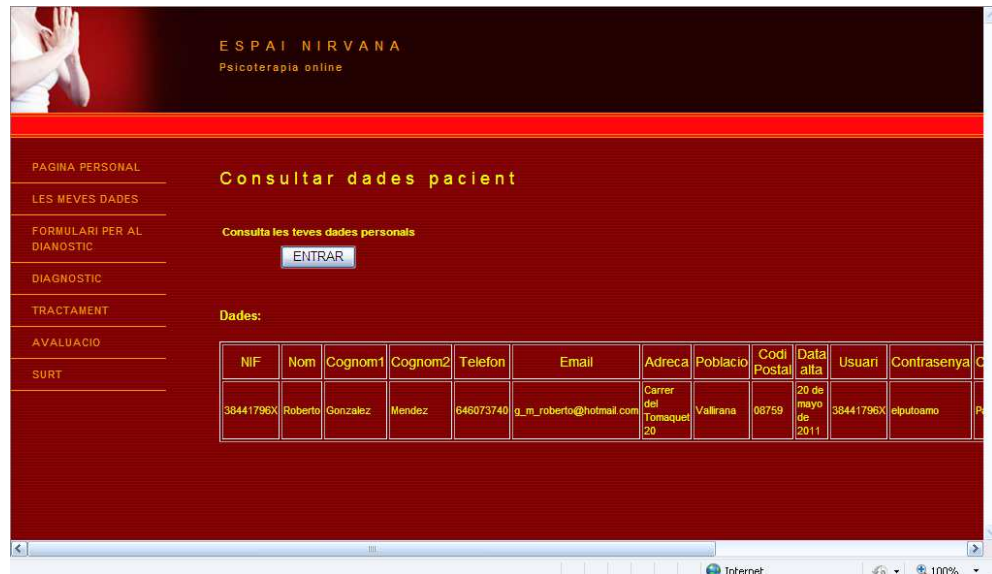 ESPAI NIRVANA
Psicoterapia online
PAGINA PERSONAL
LES MEVES DADES
FORMULARI PER AL
DIANOSTIC
DIAGNOSTIC
TRACTAMENT
AVALUACIO
SURT
Consultar dades pacient
Consulta les teves dades personals
ENTRAR
Dades:
NIF Nom Cognom1 Cognom2 Telefon Email Adreca Poblacio Codi Postal Data alta Usuari Contrasenya
38441796X Roberto Gonzalez Mendez 646073740 g_m_roberto@hotmail.com Carrer del Tomaquet 20 Vallirana 08759 20 de mayo de 2011 38441796X elputoamo
Internet 100%